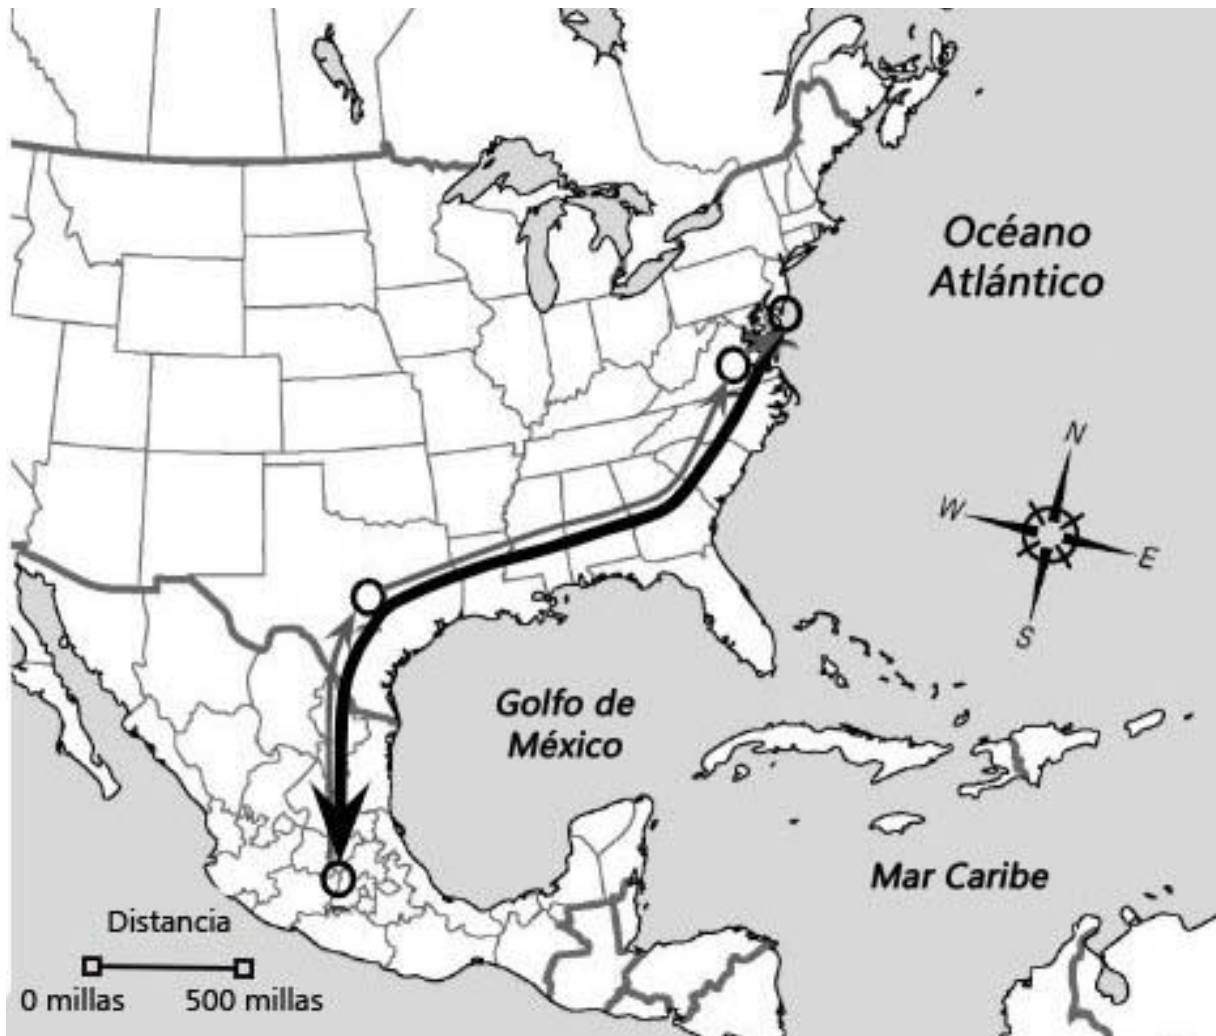 Océano
Atlántico
N
W
E
S
Golfo de
México
Mar Caribe
Distancia
0 millas 500 millas